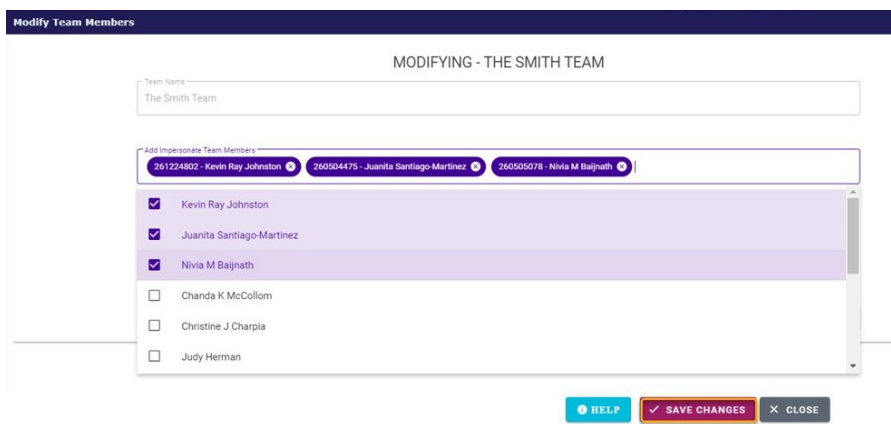 Modify Team Members
MODIFYING - THE SMITH TEAM
Team Name
The Smith Team
Add Impersonate Team Members
261224802 - Kevin Ray Johnston 260504475 - Juanita Santiago-Martinez 260505078 - Nivia M Baijnath
Kevin Ray Johnston
Juanita Santiago-Martinez
Nivia M Baijnath
Chanda K McCollom
Christine J Charpia
Judy Herman
HELP SAVE CHANGES CLOSE